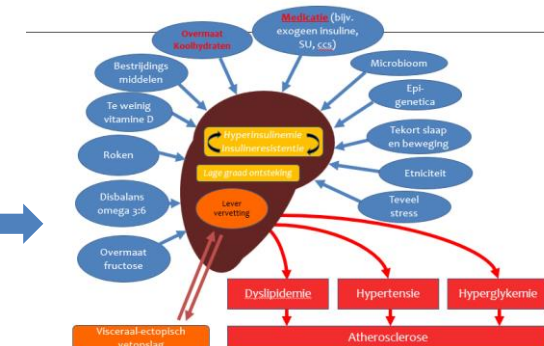 Overmaat
Koolhydraten
Medicatie (bijv.
exogeen insuline,
SU, ccs)
Bestrijdings
middelen
Microbioom
Te weinig
vitamine D
Epi-
genetica
Hyperinsulinemie
Insulineresistentie
Tekort slaap
en beweging
Roken
Lage graad ontsteking
Etniciteit
Disbalans
omega 3:6
Lever
vervetting
Teveel
stress
Overmaat
fructose
Dyslipidemie
Hypertensie
Hyperglykemie
Visceraal-ectopisch
vetopslag
Atherosclerose